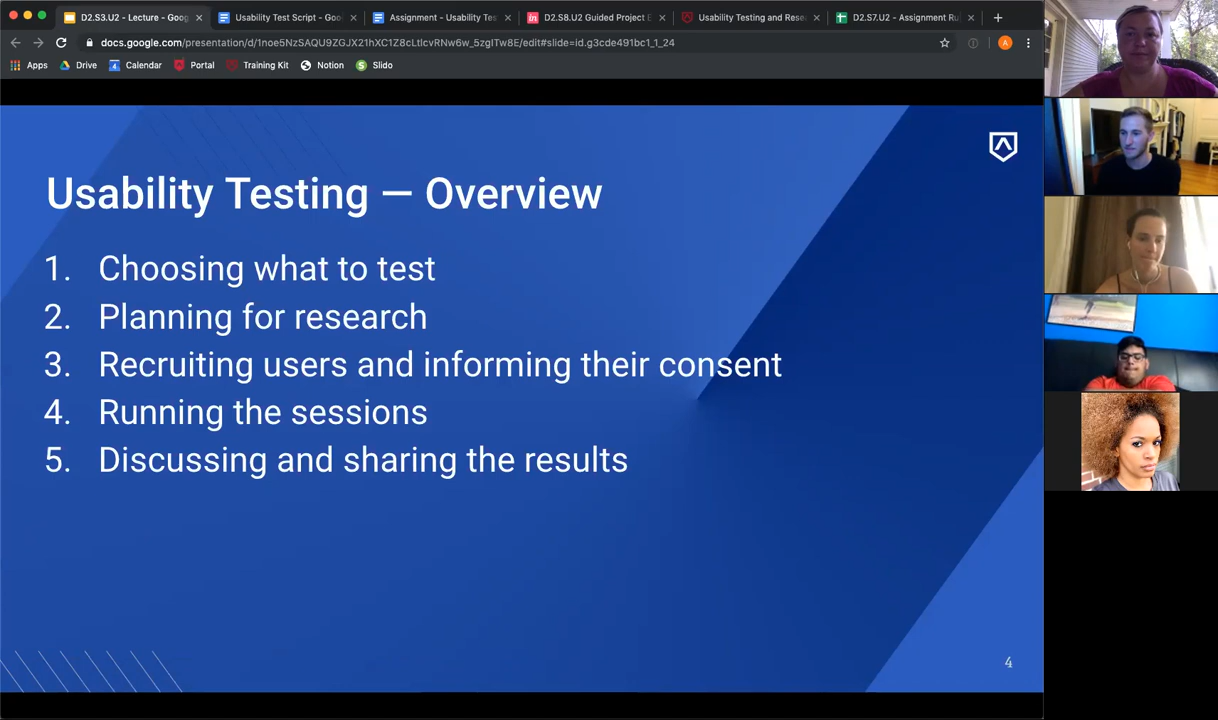 D2.S3.U2 - Lecture - Goog
Usability Test Script - Goo
Assignment - Usability Tes
D2.S8.U2 Guided Project E
Usability Testing and Resea
D2.S7.U2 - Assignment Ru
docs.google.com/presentation/d/1noe5NzSAQU9ZGJX21hXC1Z8cLtlcvRNw6w_5zgITw8E/edit#slide=id.g3cde491bc1_1_24
A
Apps
Drive
Calendar
Portal
Training Kit
Notion
Slido
Usability Testing — Overview
1. Choosing what to test
2. Planning for research
3. Recruiting users and informing their consent
4. Running the sessions
5. Discussing and sharing the results
4